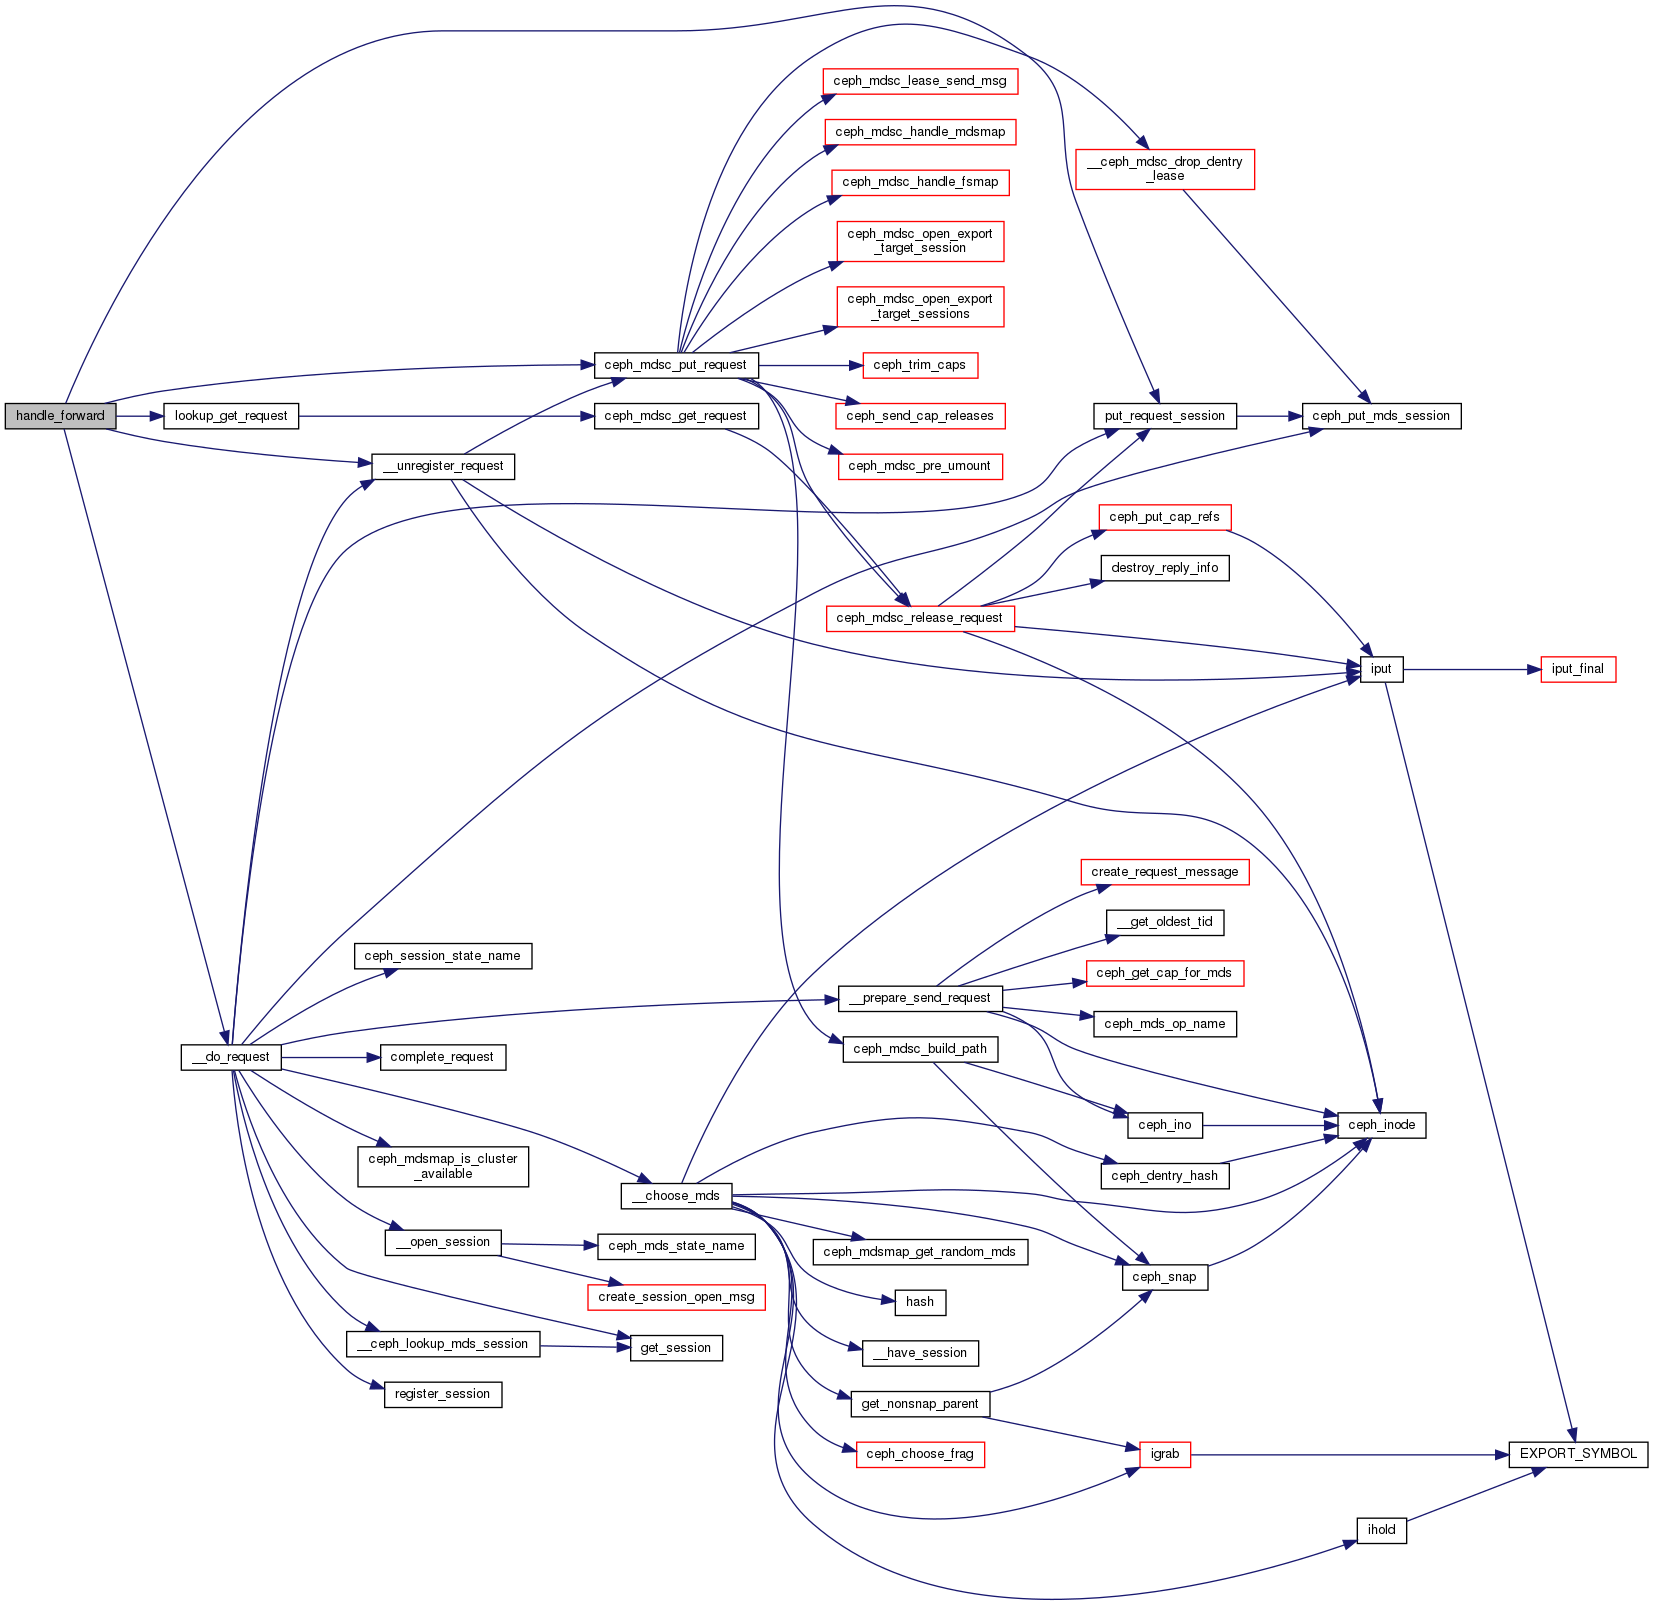 ceph_mdsc_lease_send_msg
ceph_mdsc_handle_mdsmap
__ceph_mdsc_drop_dentry
_lease
ceph_mdsc_handle_fsmap
ceph_mdsc_open_export
_target_session
ceph_mdsc_open_export
_target_sessions
ceph_mdsc_put_request
ceph_trim_caps
handle_forward
lookup_get_request
ceph_mdsc_get_request
ceph_send_cap_releases
put_request_session
ceph_put_mds_session
__unregister_request
ceph_mdsc_pre_umount
ceph_put_cap_refs
destroy_reply_info
ceph_mdsc_release_request
iput
iput_final
create_request_message
__get_oldest_tid
ceph_session_state_name
ceph_get_cap_for_mds
__prepare_send_request
ceph_mds_op_name
__do_request
complete_request
ceph_mdsc_build_path
ceph_ino
ceph_inode
ceph_mdsmap_is_cluster
_available
ceph_dentry_hash
__choose_mds
__open_session
ceph_mds_state_name
ceph_mdsmap_get_random_mds
ceph_snap
create_session_open_msg
hash
__ceph_lookup_mds_session
get_session
__have_session
register_session
get_nonsnap_parent
ceph_choose_frag
igrab
EXPORT_SYMBOL
ihold